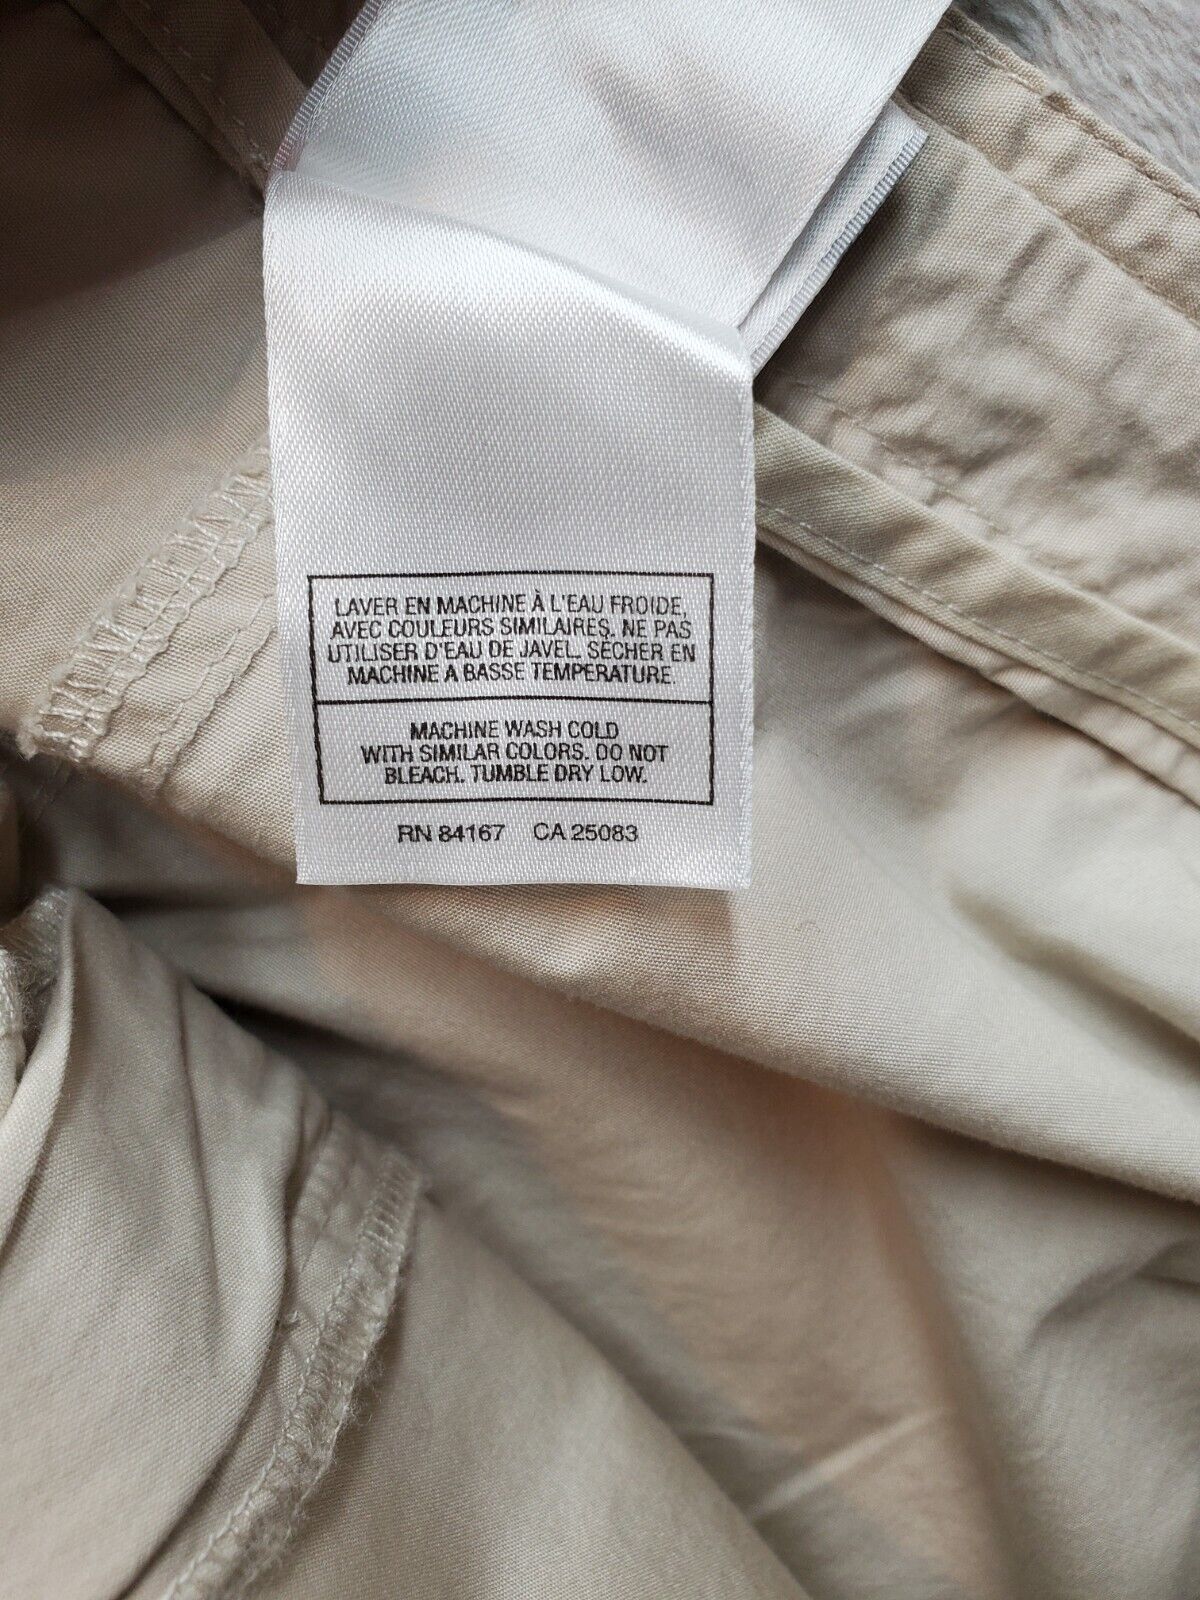 LAVER EN MACHINE À L'EAU FROIDE,
AVEC COULEURS SIMILAIRES. NE PAS
UTILISER D'EAU DE JAVEL. SÉCHER EN
MACHINE A BASSE TEMPERATURE.
MACHINE WASH COLD
WITH SIMILAR COLORS. DO NOT
BLEACH. TUMBLE DRY LOW.
RN 84167 CA 25083